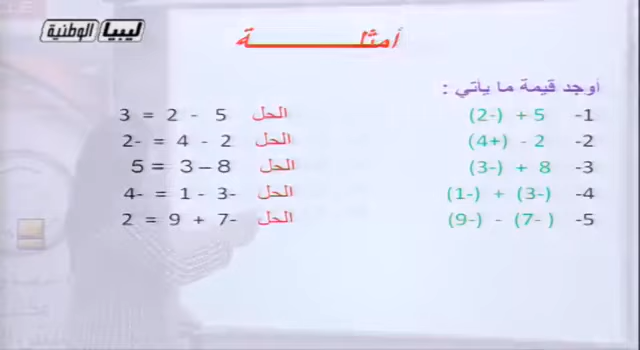 ليبيا الوطنية
أمثلـــــــــــــة
أوجد قيمة ما يأتي :
1- 5 + (-2) الحل 5 - 2 = 3
2- 2 - (+4) الحل 2 - 4 = -2
3- 8 + (-3) الحل 8 – 3 = 5
4- (-3) + (-1) الحل -3 - 1 = -4
5- ( -7) - (-9) الحل -7 + 9 = 2